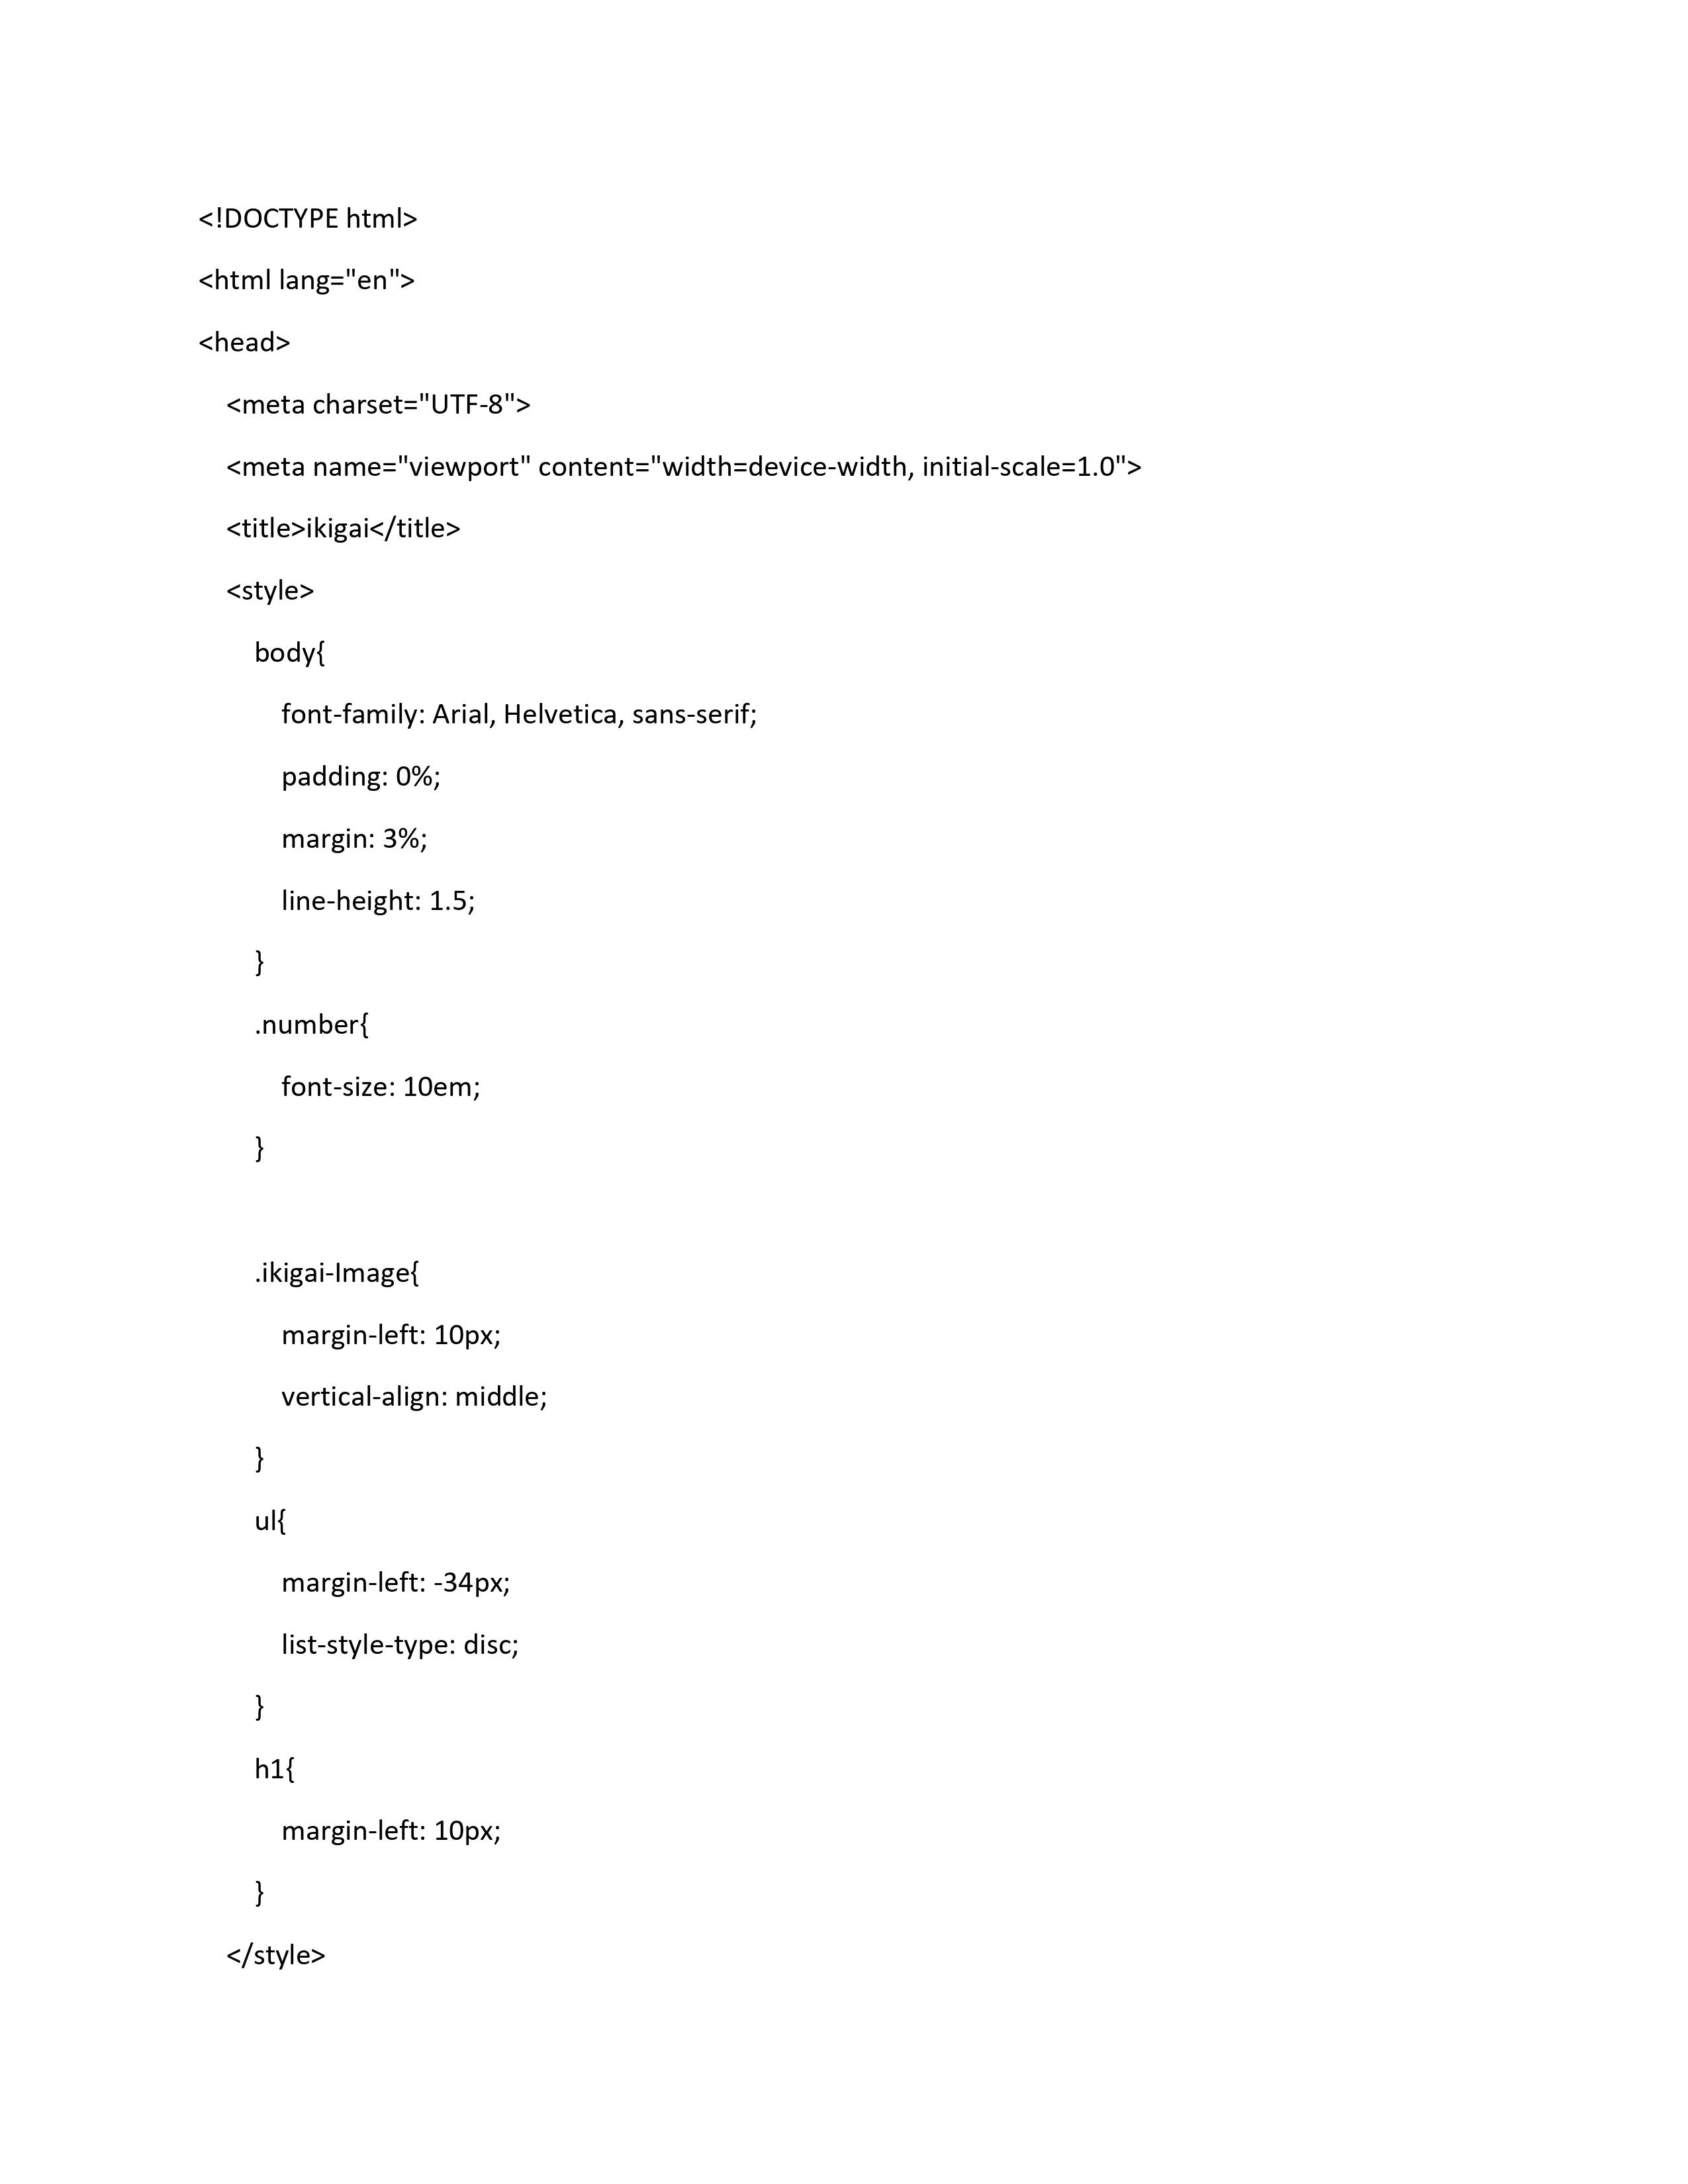 <!DOCTYPE html>
<html lang="en">
<head>
<meta charset="UTF-8">
<meta name="viewport" content="width=device-width, initial-scale=1.0">
<title>ikigai</title>
<style>
body{
font-family: Arial, Helvetica, sans-serif;
padding: 0%;
margin: 3%;
line-height: 1.5;
}
.number{
font-size: 10em;
}
.ikigai-Image{
margin-left: 10px;
vertical-align: middle;
}
ul{
margin-left: -34px;
list-style-type: disc;
}
h1{
margin-left: 10px;
}
</style>